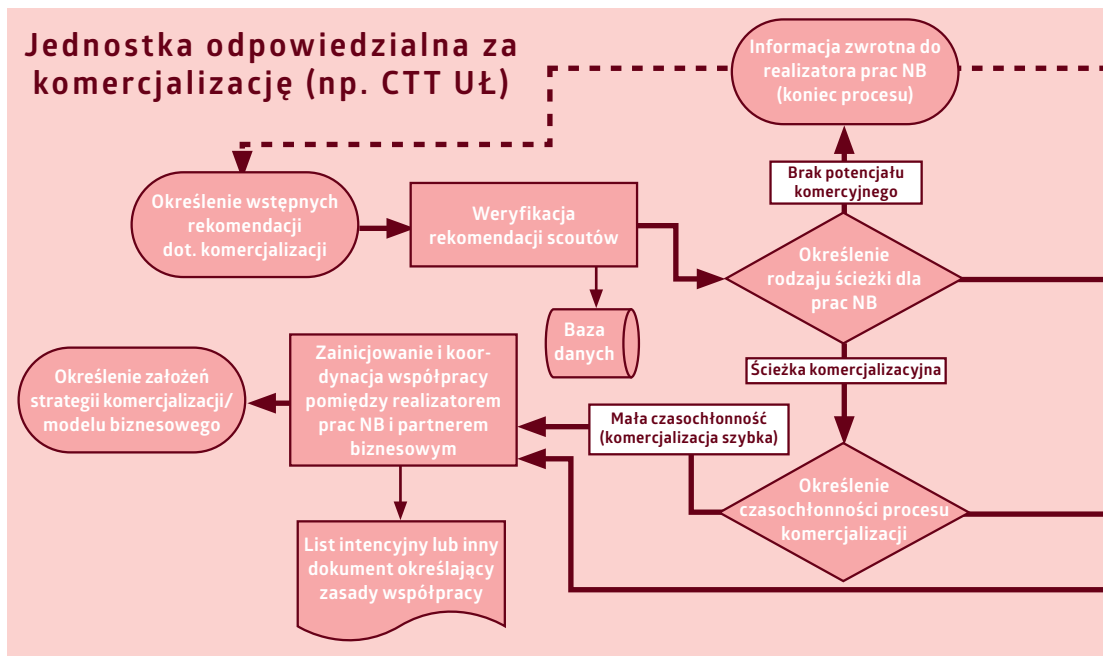 Jednostka odpowiedzialna za
komercjalizację (np. CTT UŁ)
Informacja zwrotna do
realizatora prac NB
(koniec procesu)
Brak potencjału
komercyjnego
Określenie wstępnych
rekomendacji
dot. komercjalizacji
Weryfikacja
rekomendacji scoutów
Określenie
rodzaju ścieżki dla
prac NB
Baza
danych
Ścieżka komercjalizacyjna
Określenie założeń
strategii komercjalizacji/
modelu biznesowego
Zainicjowanie i koor-
dynacja współpracy
pomiędzy realizatorem
prac NB i partnerem
biznesowym
Mała czasochłonność
(komercjalizacja szybka)
Określenie
czasochłonności procesu
komercjalizacji
List intencyjny lub inny
dokument określający
zasady współpracy